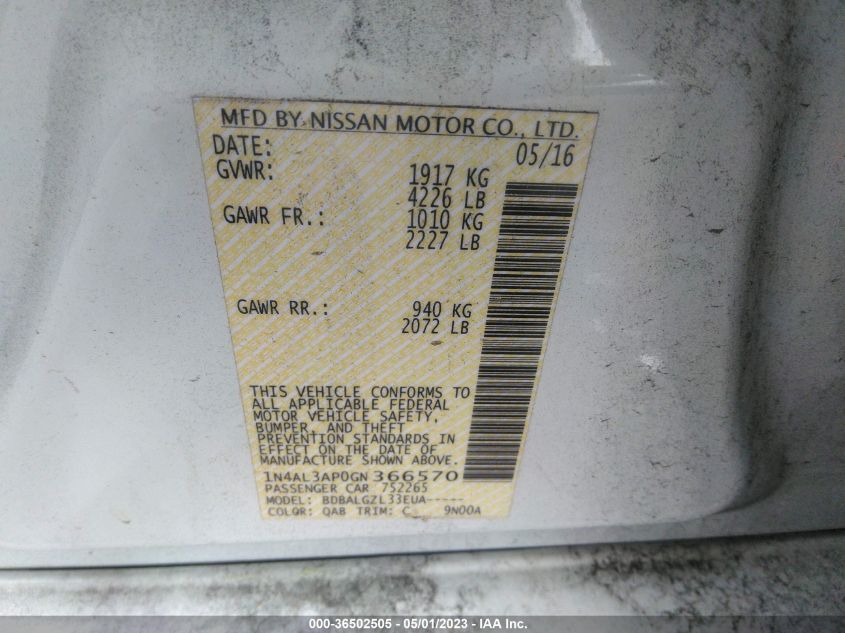 MFD BY NISSAN MOTOR CO., LTD.
DATE: 05/16
GVWR: 1917 KG
4226 LB
GAWR FR.: 1010 KG
2227 LB
GAWR RR.: 940 KG
2072 LB
THIS VEHICLE CONFORMS TO
ALL APPLICABLE FEDERAL
MOTOR VEHICLE SAFETY,
BUMPER, AND THEFT
PREVENTION STANDARDS IN
EFFECT ON THE DATE OF
MANUFACTURE SHOWN ABOVE.
1N4AL3AP0GN366570
PASSENGER CAR 752265
MODEL: BDBALGZL33EUA-----
COLOR: QAB TRIM: C 9N00A
000-36502505 - 05/01/2023 - IAA Inc.